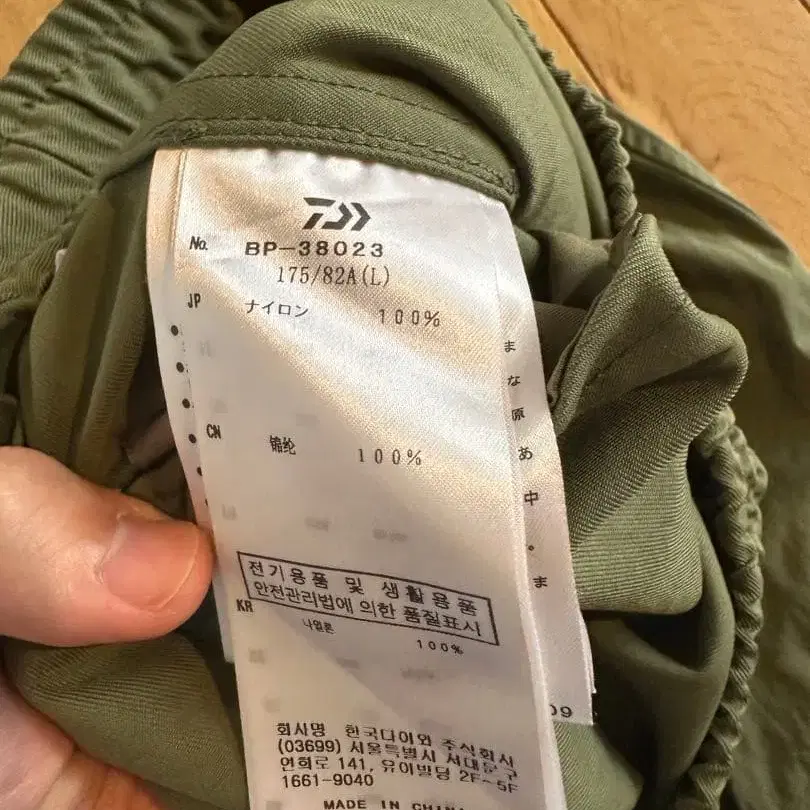 No. BP-38023
175/82A(L)
JP ナイロン 100%
CN 锦纶 100%
전기용품 및 생활용품
안전관리법에 의한 품질표시
KR 나일론 100%
회사명 한국다이와 주식회사
(03699) 서울특별시 서대문구
연희로 141, 유이빌딩 2F-5F
1661-9040
MADE IN CHINA
ま
な
原
あ
中
・
ま
09